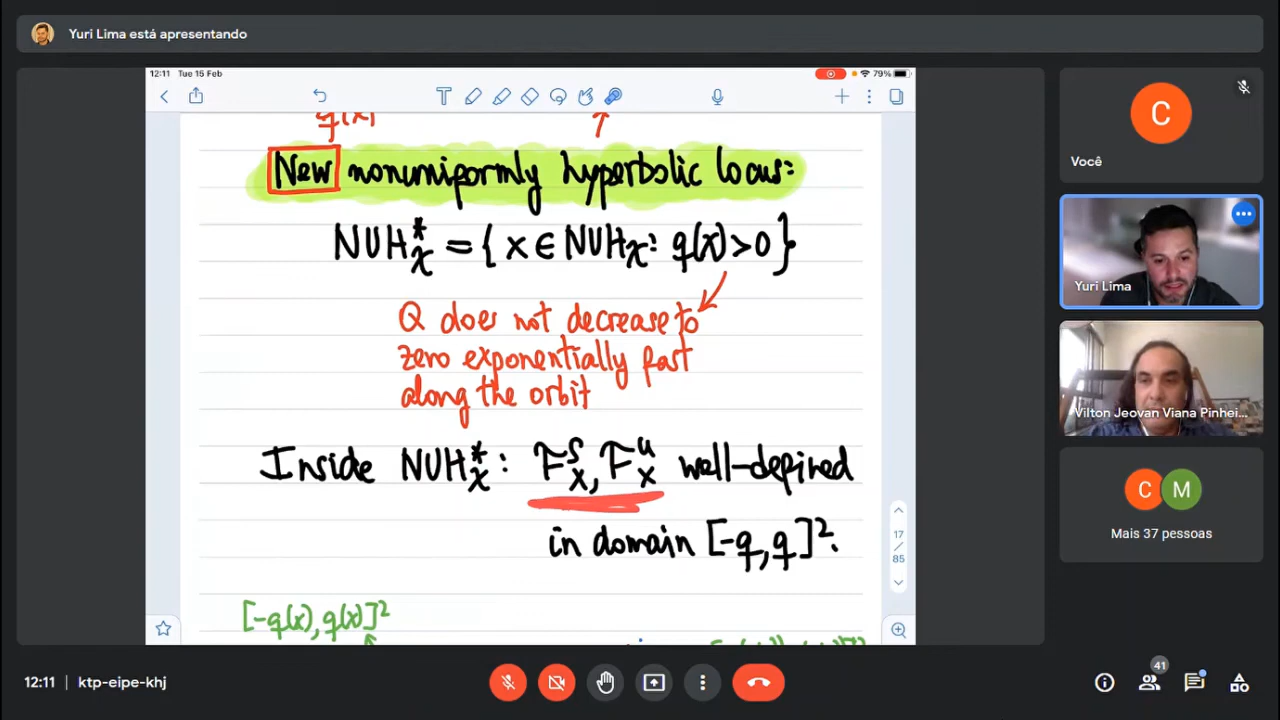 Yuri Lima está apresentando
12:11 Tue 15 Feb
79%
q(x)
New nonuniformly hyperbolic locus:
NUH*χ = { x ∈ NUHχ : q(x) > 0 }
Q does not decrease to
zero exponentially fast
along the orbit
Inside NUH*χ : ℱˢₓ, ℱᵘₓ well-defined
in domain [-q, q]².
[-q(x), q(x)]²
17
/
85
C
Você
Yuri Lima
Vilton Jeovan Viana Pinhei...
C M
Mais 37 pessoas
12:11 | ktp-eipe-khj
41